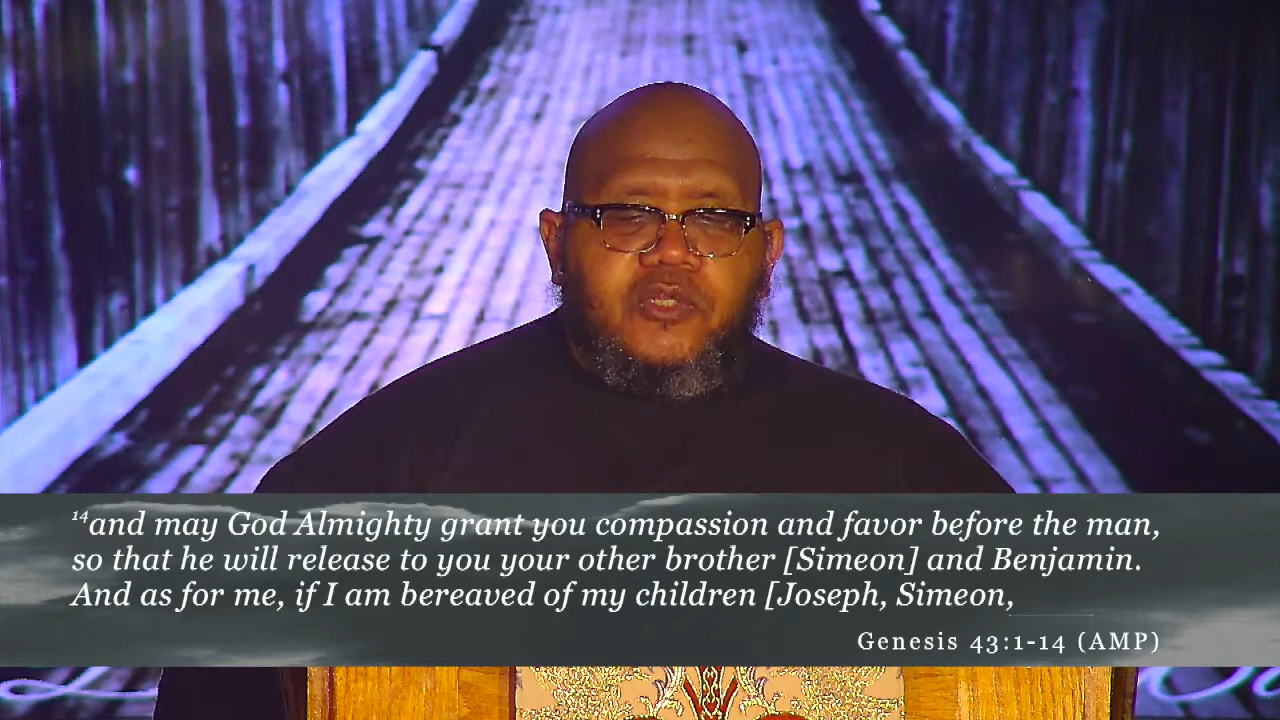 ¹⁴and may God Almighty grant you compassion and favor before the man,
so that he will release to you your other brother [Simeon] and Benjamin.
And as for me, if I am bereaved of my children [Joseph, Simeon,
Genesis 43:1-14 (AMP)